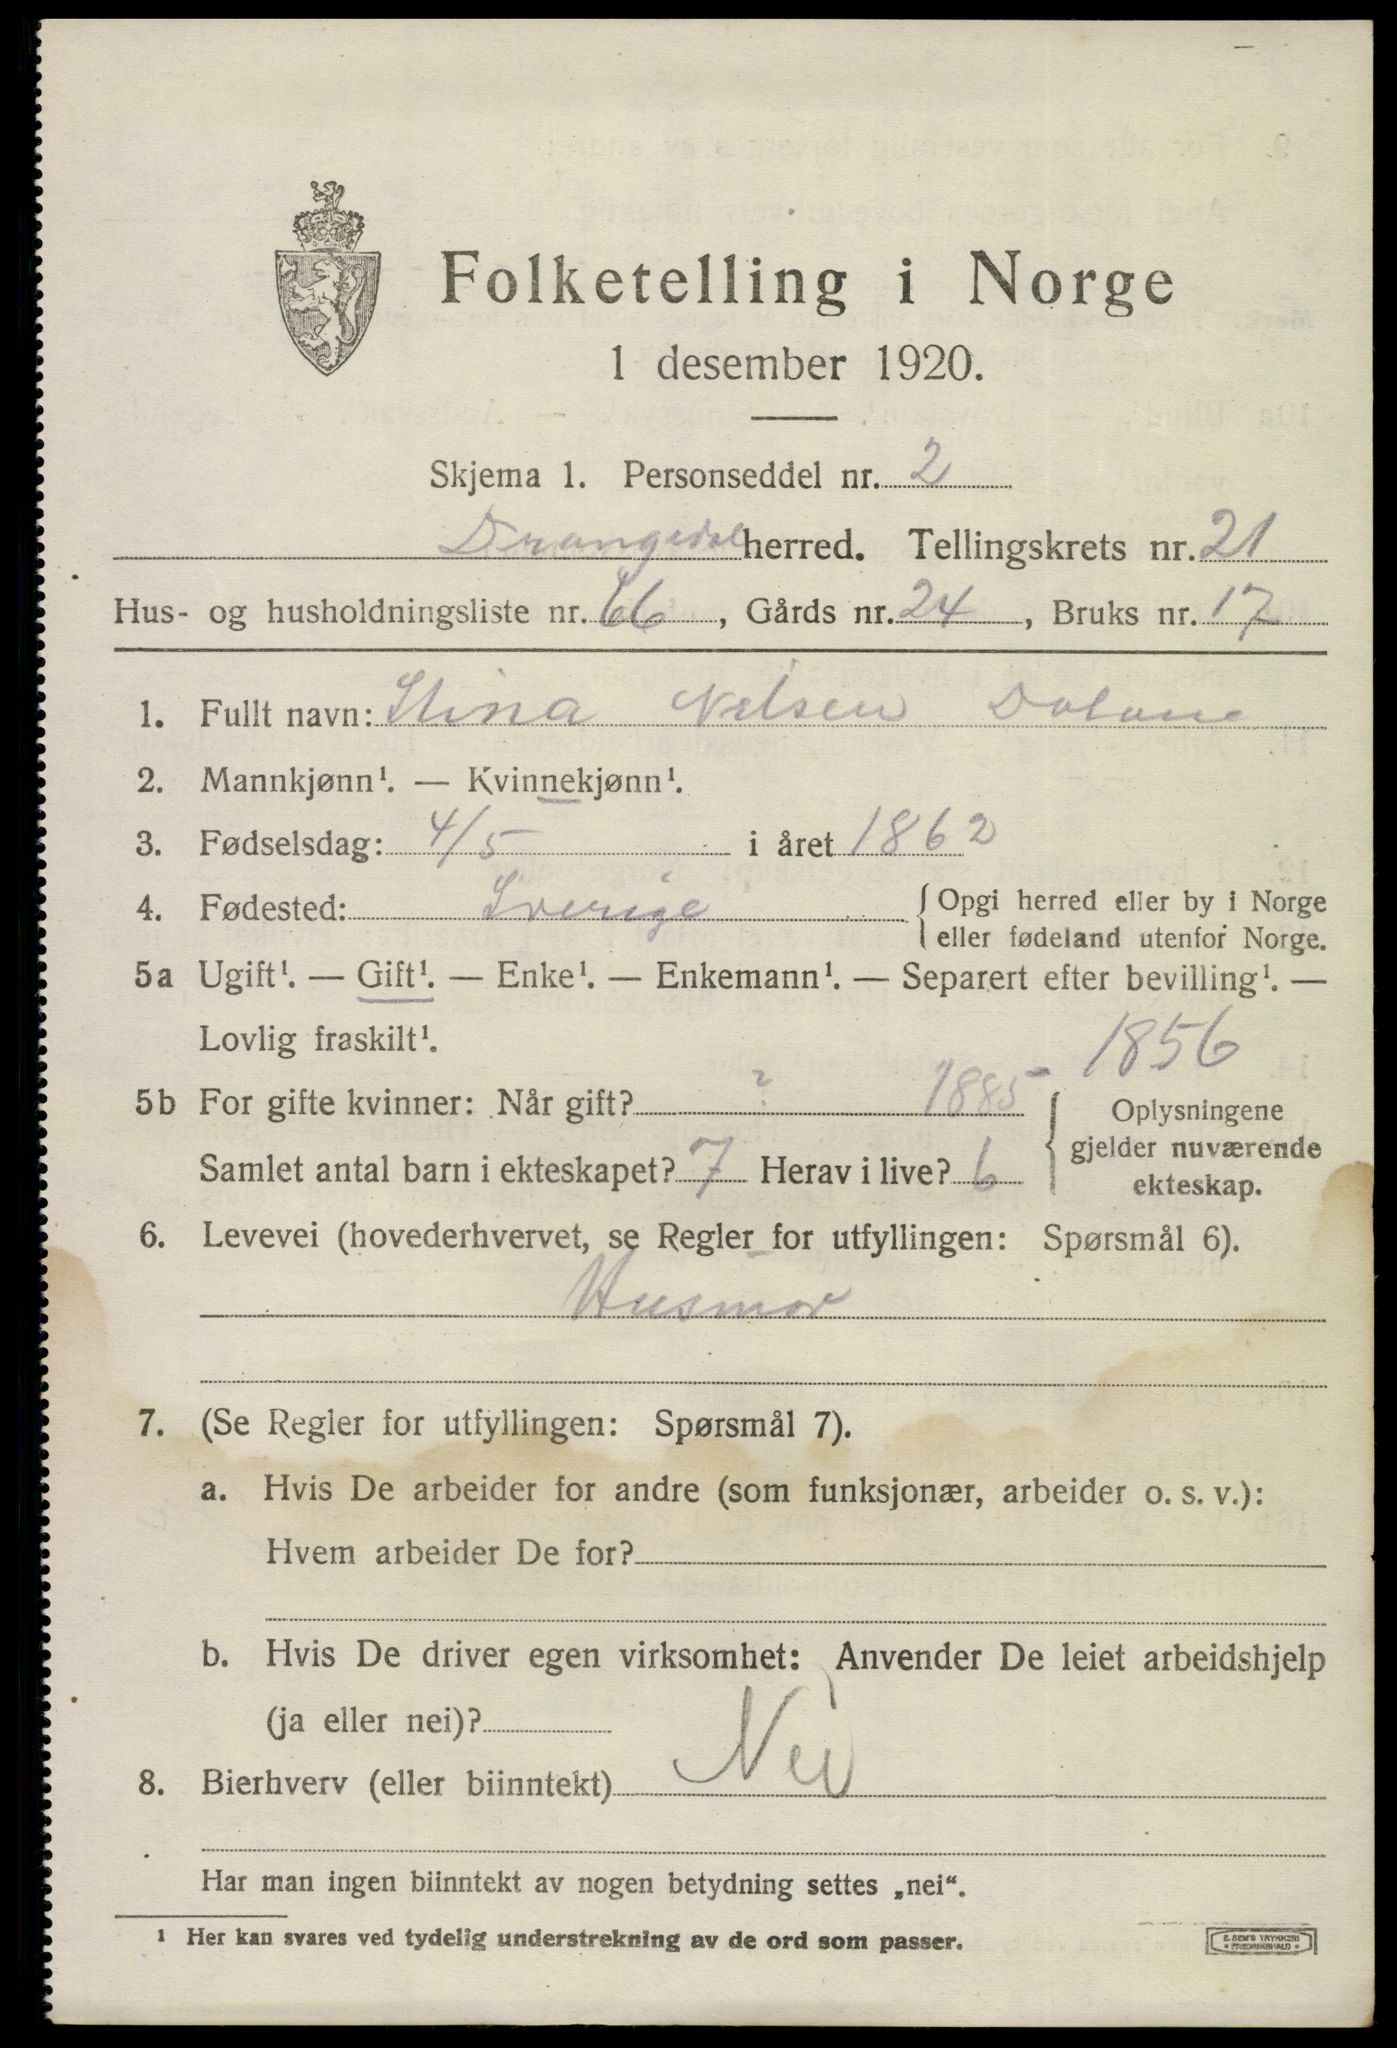 Folketelling i Norge
1 desember 1920.
Skjema 1. Personseddel nr. 2
Drangedal herred. Tellingskrets nr. 21
Hus- og husholdningsliste nr. 66, Gårds nr. 24, Bruks nr. 17
1. Fullt navn: Stina Nelsen Dolane
2. Mannkjønn¹. — Kvinnekjønn¹.
3. Fødselsdag: 4/5 i året 1862
4. Fødested: Sverige { Opgi herred eller by i Norge
eller fødeland utenfor Norge.
5a Ugift¹. — Gift¹. — Enke¹. — Enkemann¹. — Separert efter bevilling¹. —
Lovlig fraskilt¹.
1856
5b For gifte kvinner: Når gift? ? 1885 { Oplysningene
Samlet antal barn i ekteskapet? 7 Herav i live? 6 gjelder nuværende
ekteskap.
6. Levevei (hovederhvervet, se Regler for utfyllingen: Spørsmål 6).
Husmor
7. (Se Regler for utfyllingen: Spørsmål 7).
a. Hvis De arbeider for andre (som funksjonær, arbeider o. s. v.):
Hvem arbeider De for?
b. Hvis De driver egen virksomhet: Anvender De leiet arbeidshjelp
(ja eller nei)?
8. Bierhverv (eller biinntekt) Nei
Har man ingen biinntekt av nogen betydning settes „nei“.
¹ Her kan svares ved tydelig understrekning av de ord som passer.
E. SEM'S TRYKKERI
FREDRIKSHALD